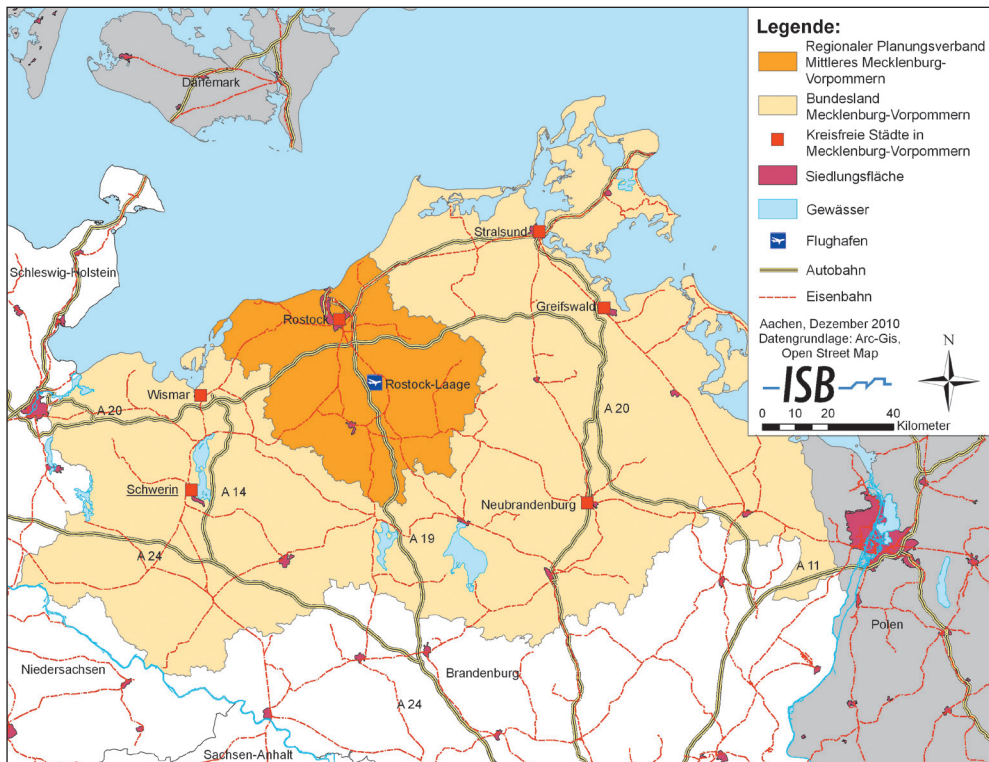 Legende:
Regionaler Planungsverband
Mittleres Mecklenburg-
Vorpommern
Bundesland
Mecklenburg-Vorpommern
Kreisfreie Städte in
Mecklenburg-Vorpommern
Siedlungsfläche
Gewässer
Flughafen
Autobahn
Eisenbahn
Aachen, Dezember 2010
Datengrundlage: Arc-Gis,
Open Street Map
N
ISB
0 10 20 40
Kilometer
Dänemark
Schleswig-Holstein
Stralsund
Greifswald
Rostock
Rostock-Laage
Wismar
A 20
A 20
Schwerin
A 14
Neubrandenburg
A 19
A 24
A 11
Polen
Niedersachsen
Brandenburg
A 24
Sachsen-Anhalt